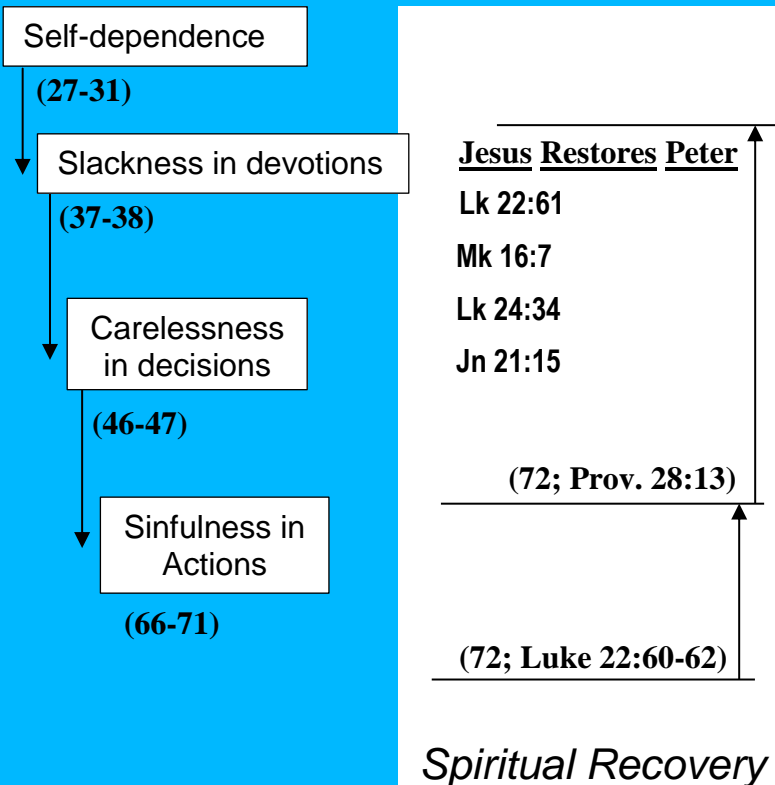 Self-dependence
(27-31)
Slackness in devotions
(37-38)
Carelessness
in decisions
(46-47)
Sinfulness in
Actions
(66-71)
Jesus Restores Peter
Lk 22:61
Mk 16:7
Lk 24:34
Jn 21:15
(72; Prov. 28:13)
(72; Luke 22:60-62)
Spiritual Recovery